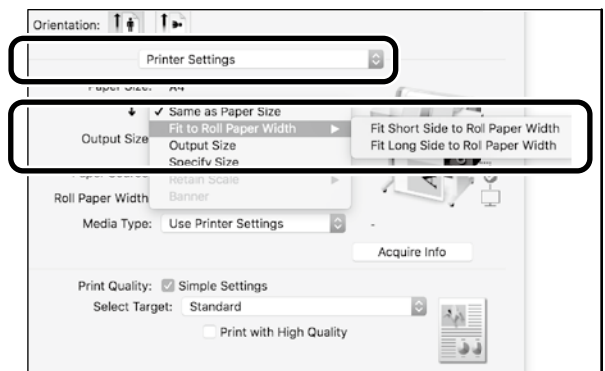 Orientation:
Printer Settings
Paper Size: A4
Same as Paper Size
Fit to Roll Paper Width
Fit Short Side to Roll Paper Width
Output Size
Output Size
Fit Long Side to Roll Paper Width
Specify Size
Paper Source:
Retain Scale
Roll Paper Width
Banner
Media Type: Use Printer Settings -
Acquire Info
Print Quality: Simple Settings
Select Target: Standard
Print with High Quality